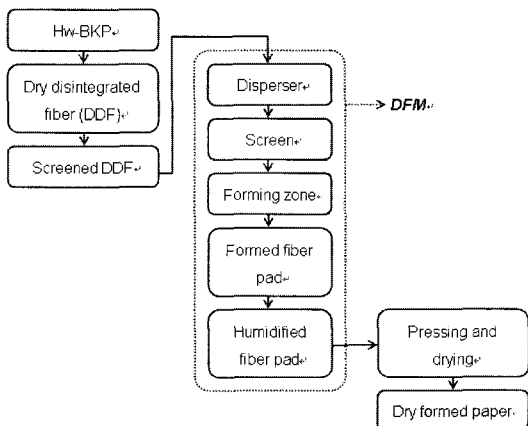 Hw-BKP
Dry disintegrated
fiber (DDF)
Screened DDF
Disperser
Screen
Forming zone
Formed fiber
pad
Humidified
fiber pad
DFM
Pressing and
drying
Dry formed paper